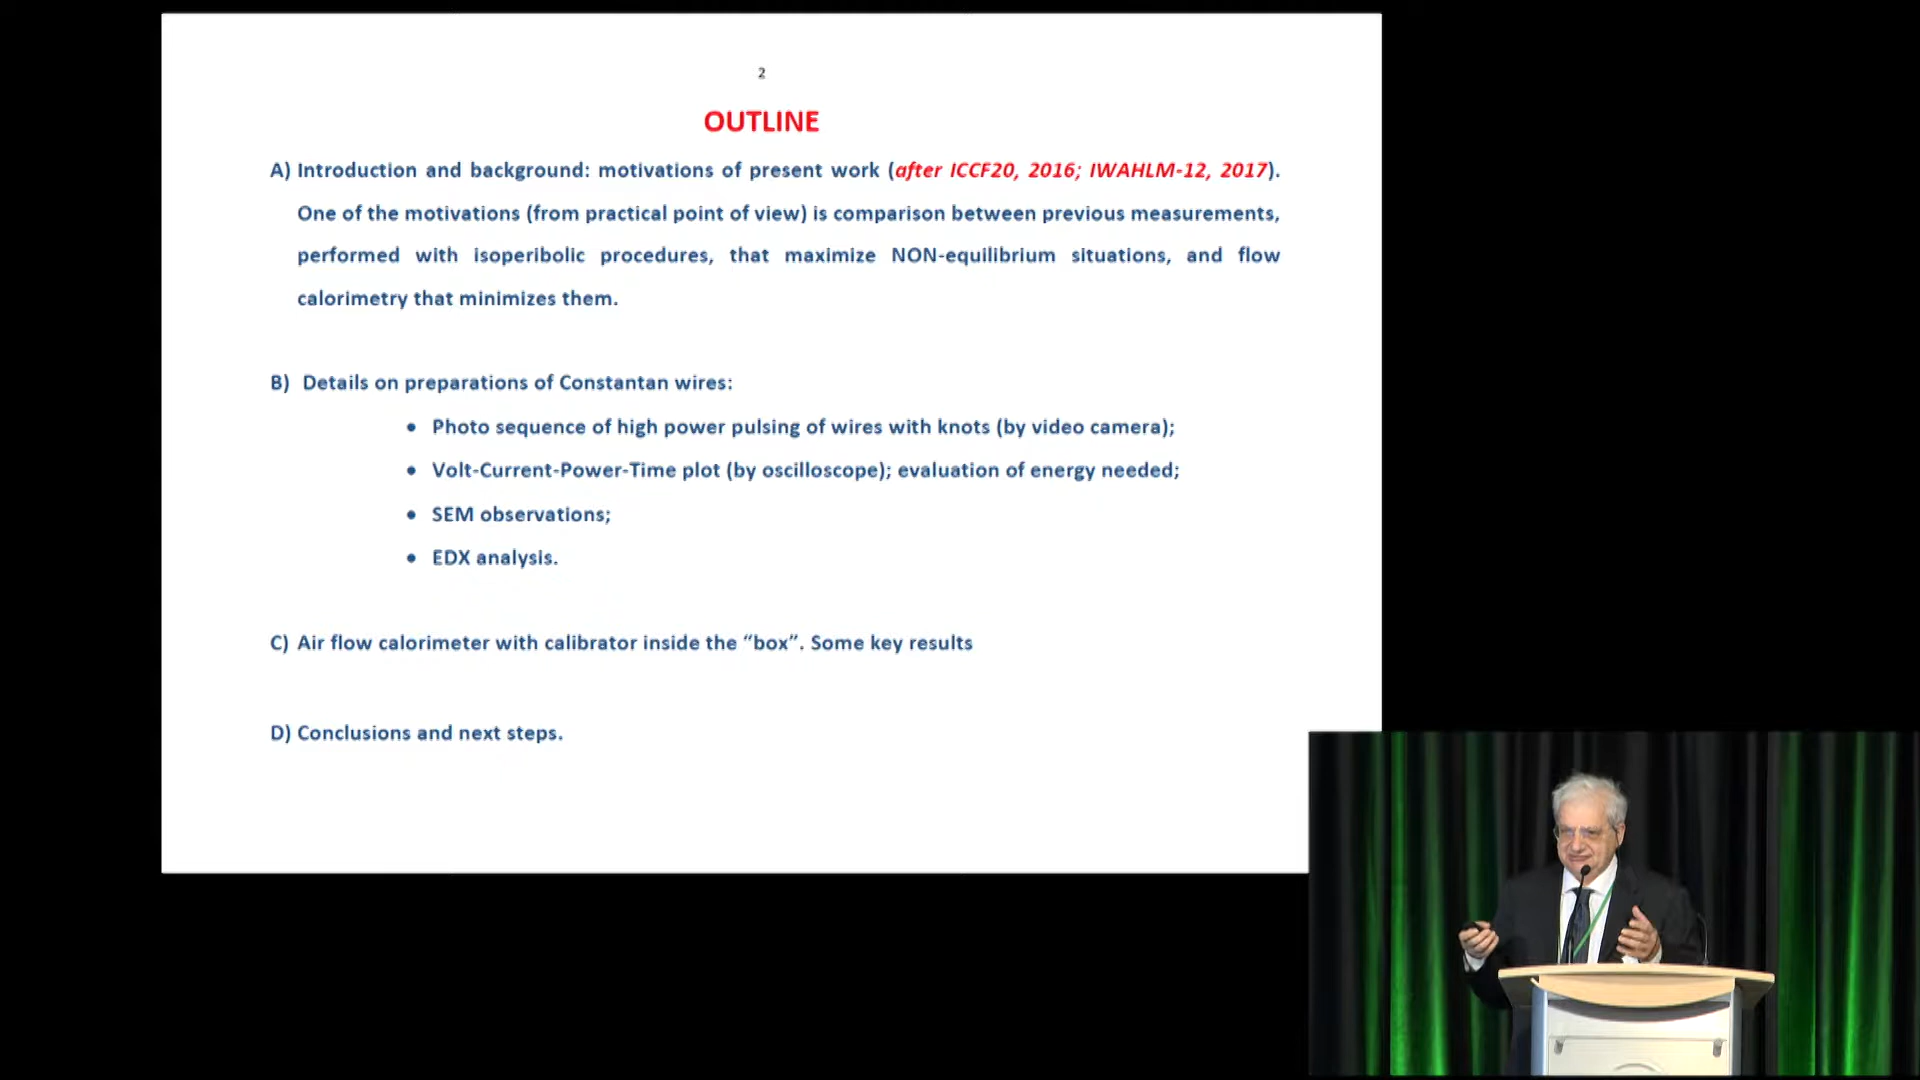 2
OUTLINE
A) Introduction and background: motivations of present work (after ICCF20, 2016; IWAHLM-12, 2017).
One of the motivations (from practical point of view) is comparison between previous measurements,
performed with isoperibolic procedures, that maximize NON-equilibrium situations, and flow
calorimetry that minimizes them.
B) Details on preparations of Constantan wires:
• Photo sequence of high power pulsing of wires with knots (by video camera);
• Volt-Current-Power-Time plot (by oscilloscope); evaluation of energy needed;
• SEM observations;
• EDX analysis.
C) Air flow calorimeter with calibrator inside the “box”. Some key results
D) Conclusions and next steps.